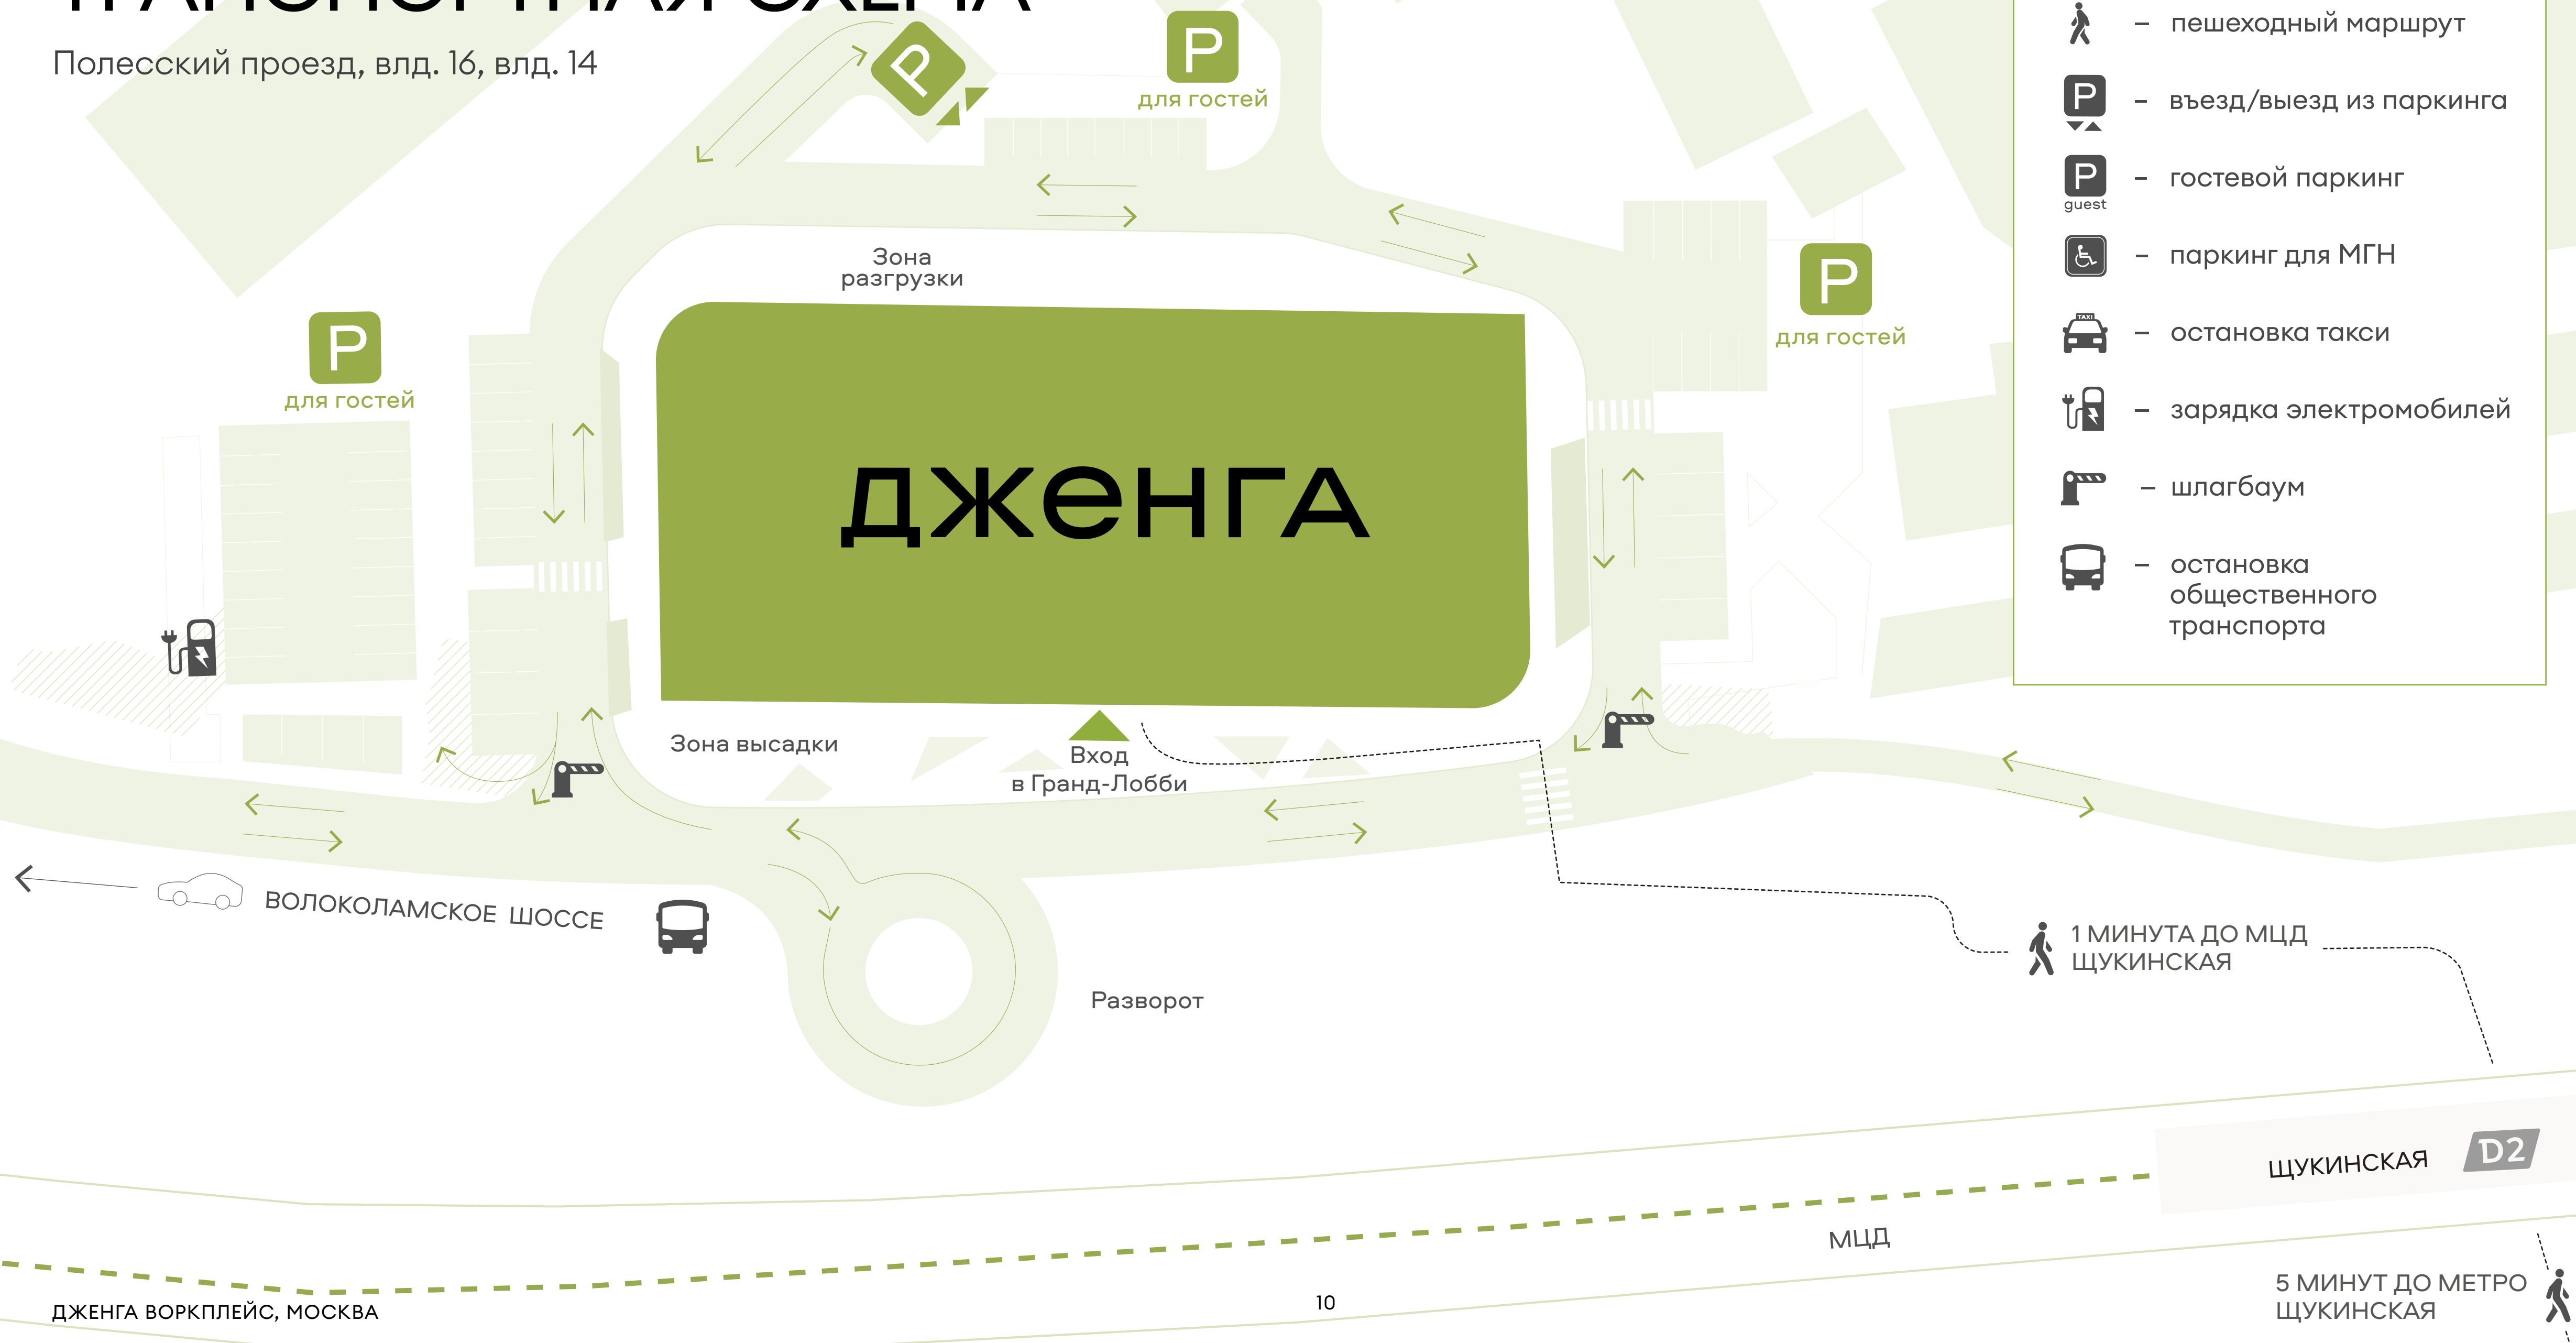 ТРАНСПОРТНАЯ СХЕМА
Полесский проезд, влд. 16, влд. 14
P
P
для гостей
– пешеходный маршрут
P – въезд/выезд из паркинга
P guest – гостевой паркинг
– паркинг для МГН
TAXI – остановка такси
– зарядка электромобилей
– шлагбаум
– остановка
общественного
транспорта
Зона
разгрузки
P
для гостей
P
для гостей
дженга
Зона высадки
Вход
в Гранд-Лобби
ВОЛОКОЛАМСКОЕ ШОССЕ
Разворот
1 МИНУТА ДО МЦД
ЩУКИНСКАЯ
ЩУКИНСКАЯ D2
МЦД
5 МИНУТ ДО МЕТРО
ЩУКИНСКАЯ
ДЖЕНГА ВОРКПЛЕЙС, МОСКВА
10